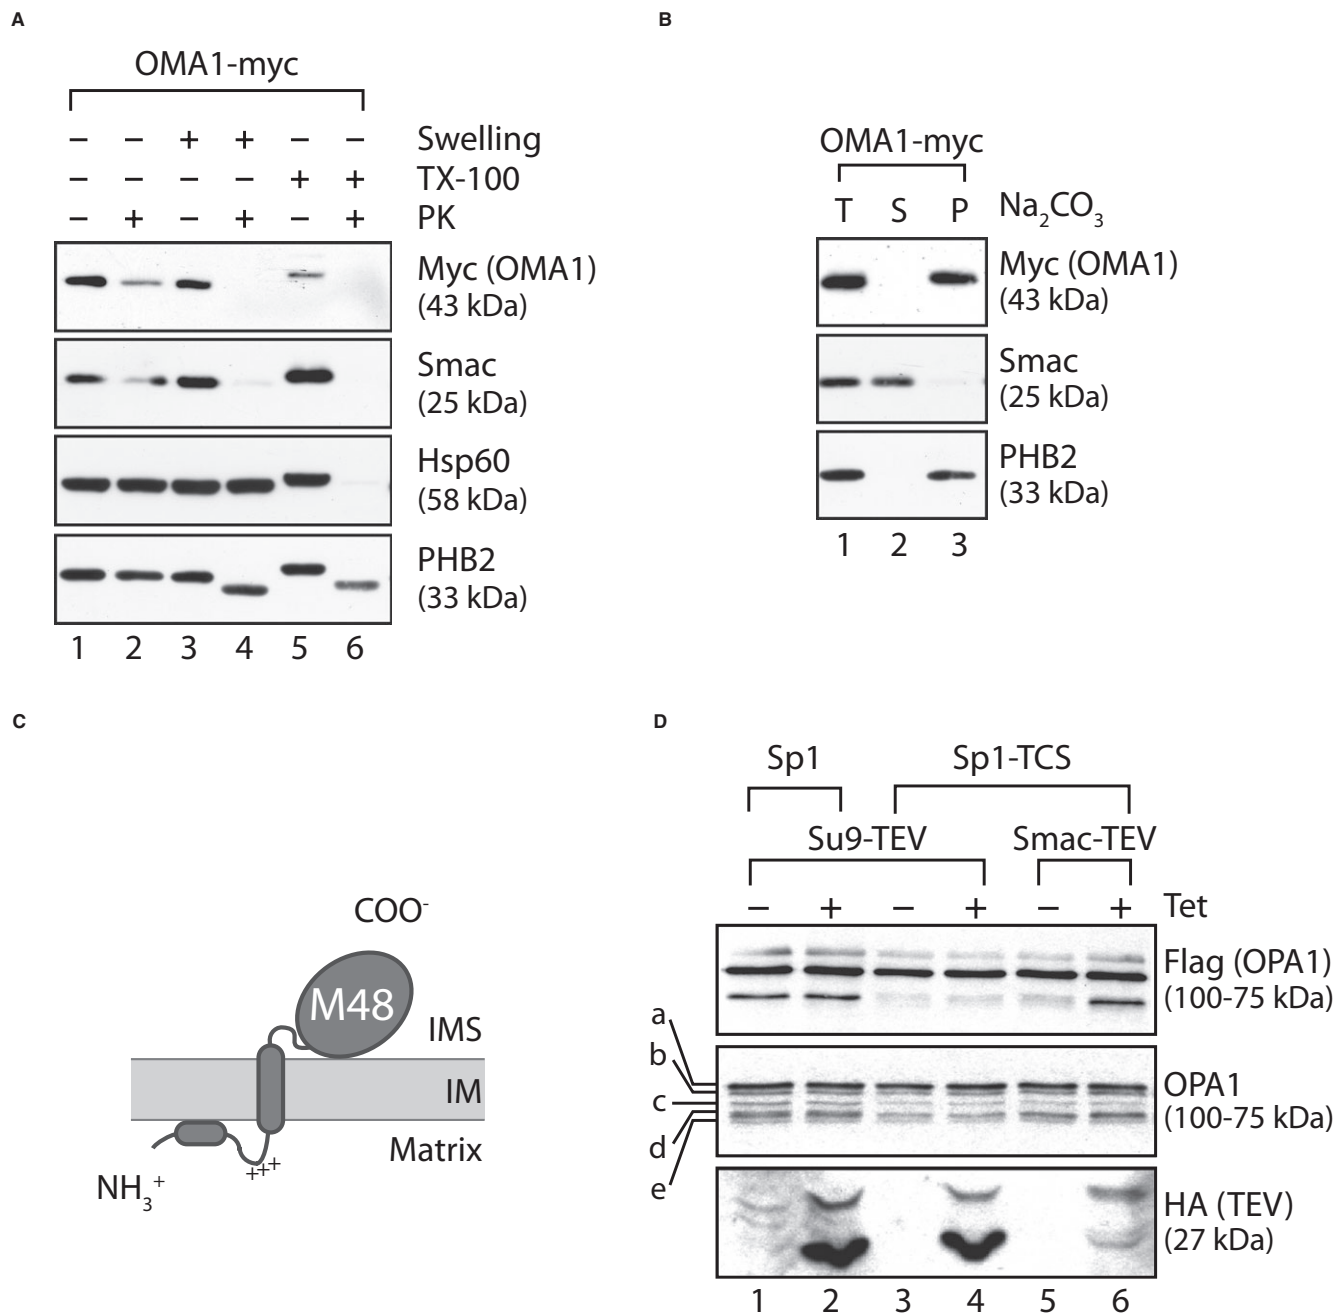 A
OMA1-myc
− − + + − − Swelling
− − − − + + TX-100
− + − + − + PK
Myc (OMA1)
(43 kDa)
Smac
(25 kDa)
Hsp60
(58 kDa)
PHB2
(33 kDa)
1 2 3 4 5 6
B
OMA1-myc
T S P Na₂CO₃
Myc (OMA1)
(43 kDa)
Smac
(25 kDa)
PHB2
(33 kDa)
1 2 3
C
COO⁻
M48
IMS
IM
Matrix
+++
NH₃⁺
D
Sp1 Sp1-TCS
Su9-TEV Smac-TEV
− + − + − + Tet
Flag (OPA1)
(100-75 kDa)
a
b
c
d
e
OPA1
(100-75 kDa)
HA (TEV)
(27 kDa)
1 2 3 4 5 6